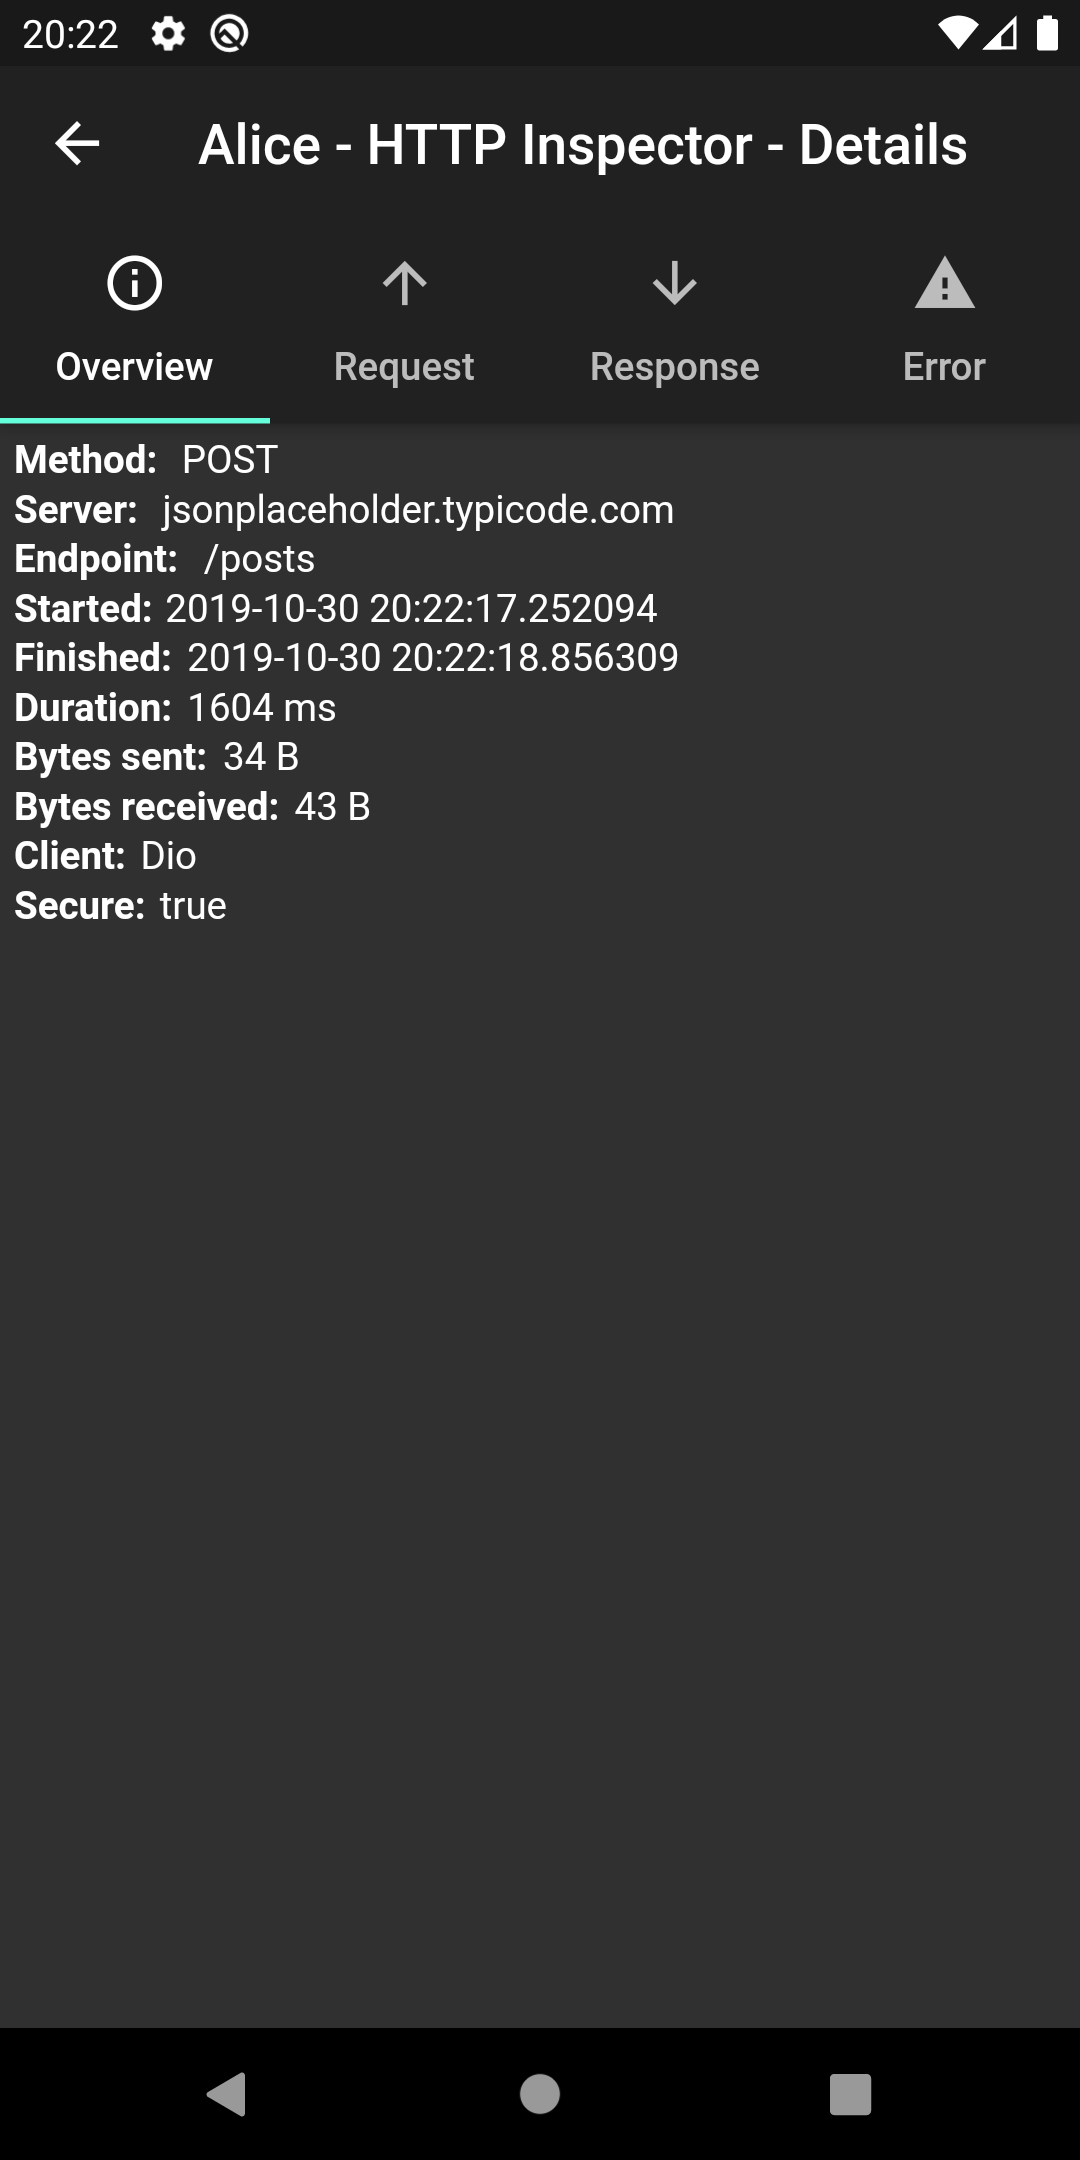 20:22
Alice - HTTP Inspector - Details
Overview Request Response Error
Method: POST
Server: jsonplaceholder.typicode.com
Endpoint: /posts
Started: 2019-10-30 20:22:17.252094
Finished: 2019-10-30 20:22:18.856309
Duration: 1604 ms
Bytes sent: 34 B
Bytes received: 43 B
Client: Dio
Secure: true